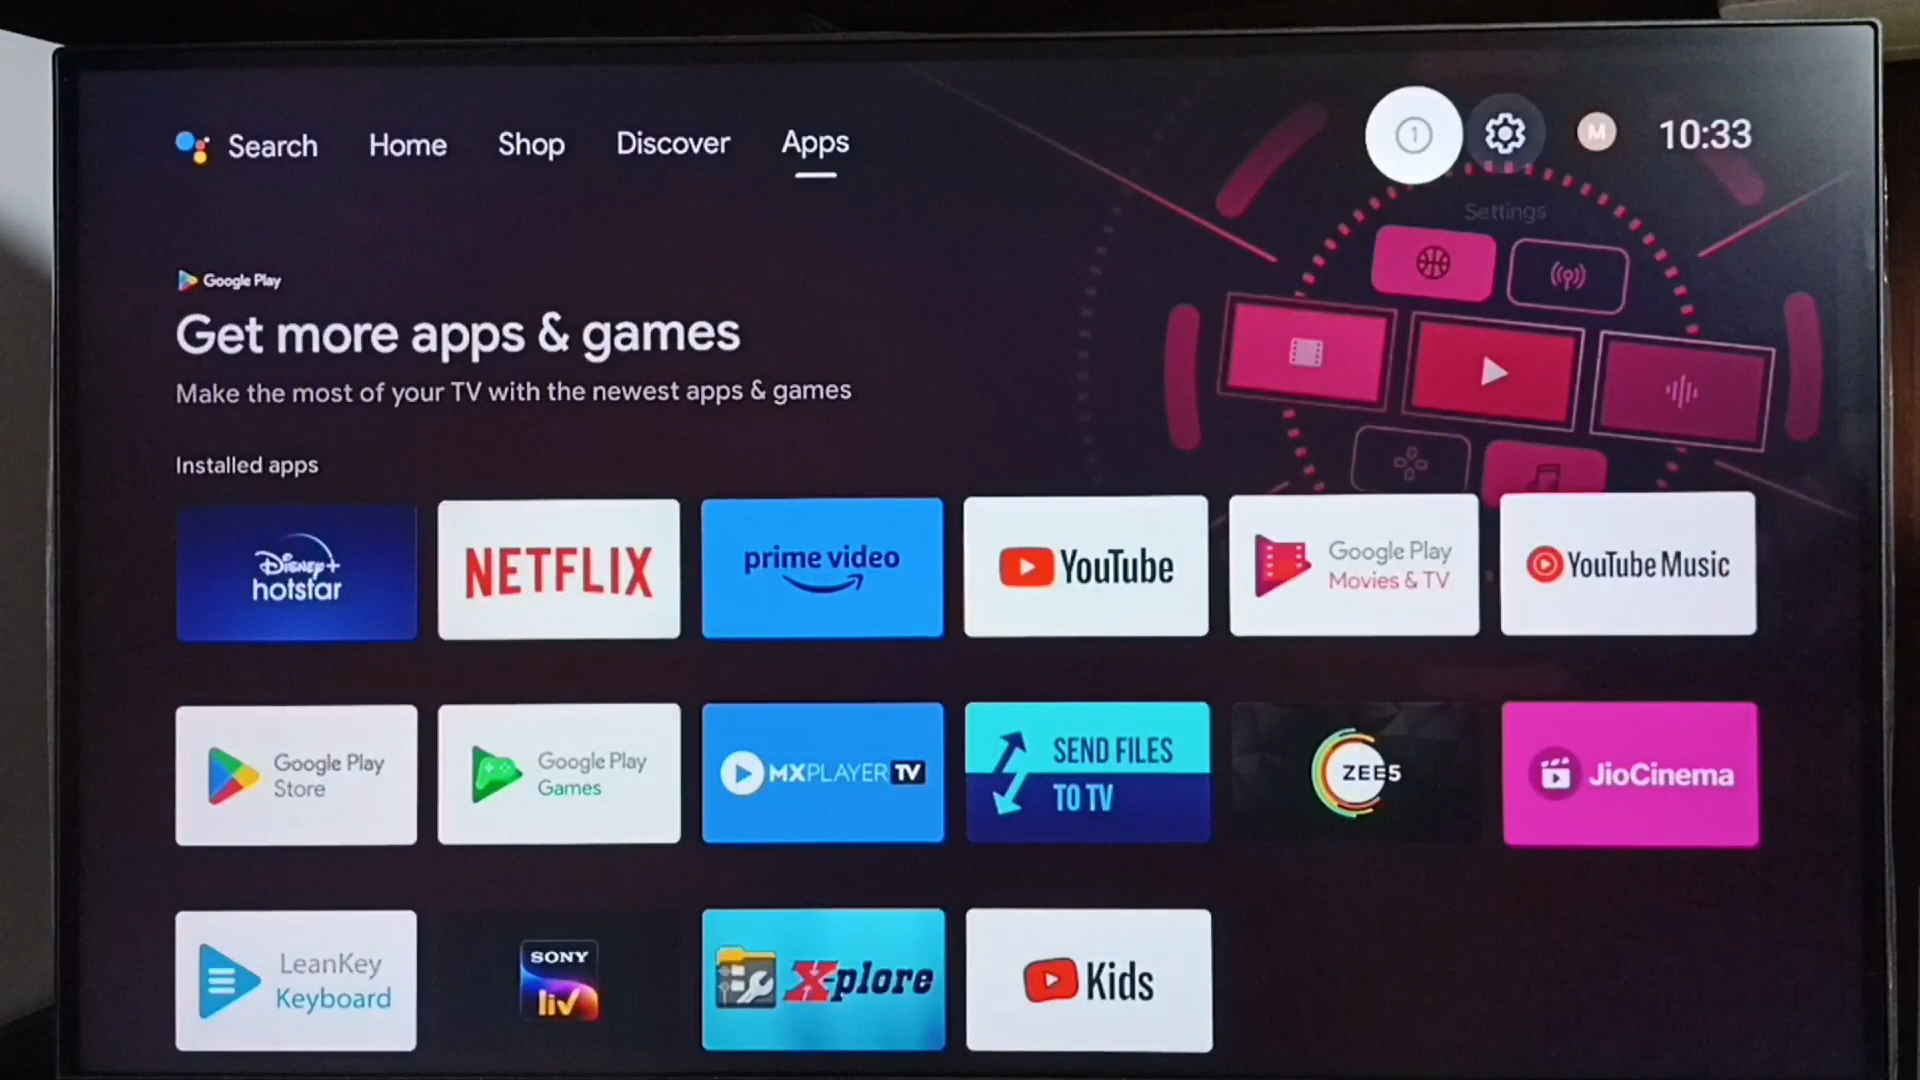 Search Home Shop Discover Apps
1
M
10:33
Settings
Google Play
Get more apps & games
Make the most of your TV with the newest apps & games
Installed apps
Disney+
hotstar
NETFLIX
prime video
YouTube
Google Play
Movies & TV
YouTube Music
Google Play
Store
Google Play
Games
MXPLAYER TV
SEND FILES
TO TV
ZEE5
JioCinema
LeanKey
Keyboard
SONY
liv
X-plore
Kids